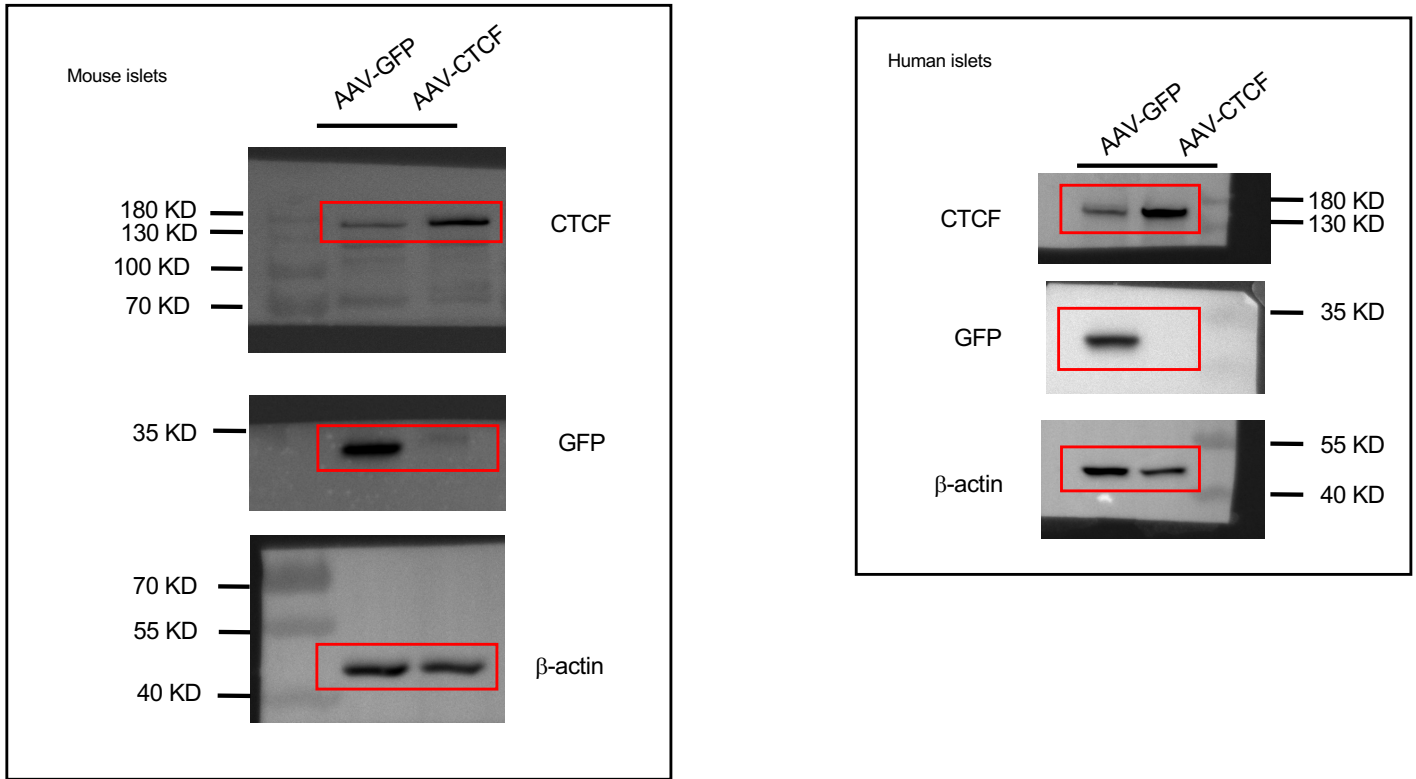 Mouse islets
AAV-GFP
AAV-CTCF
180 KD
130 KD
100 KD
70 KD
CTCF
35 KD
GFP
70 KD
55 KD
40 KD
β-actin
Human islets
AAV-GFP
AAV-CTCF
CTCF
180 KD
130 KD
GFP
35 KD
β-actin
55 KD
40 KD